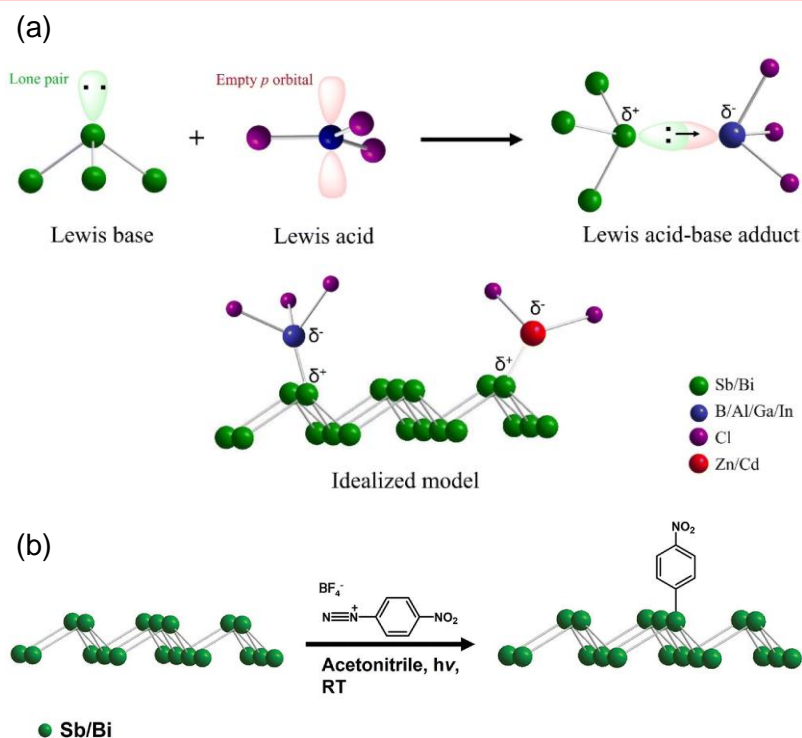 (a)
Lone pair
Empty p orbital
+
δ+
δ-
Lewis base
Lewis acid
Lewis acid-base adduct
δ-
δ+
δ-
δ+
Sb/Bi
B/Al/Ga/In
Cl
Zn/Cd
Idealized model
(b)
BF₄⁻
N≡N⁺
NO₂
Acetonitrile, hν,
RT
NO₂
Sb/Bi